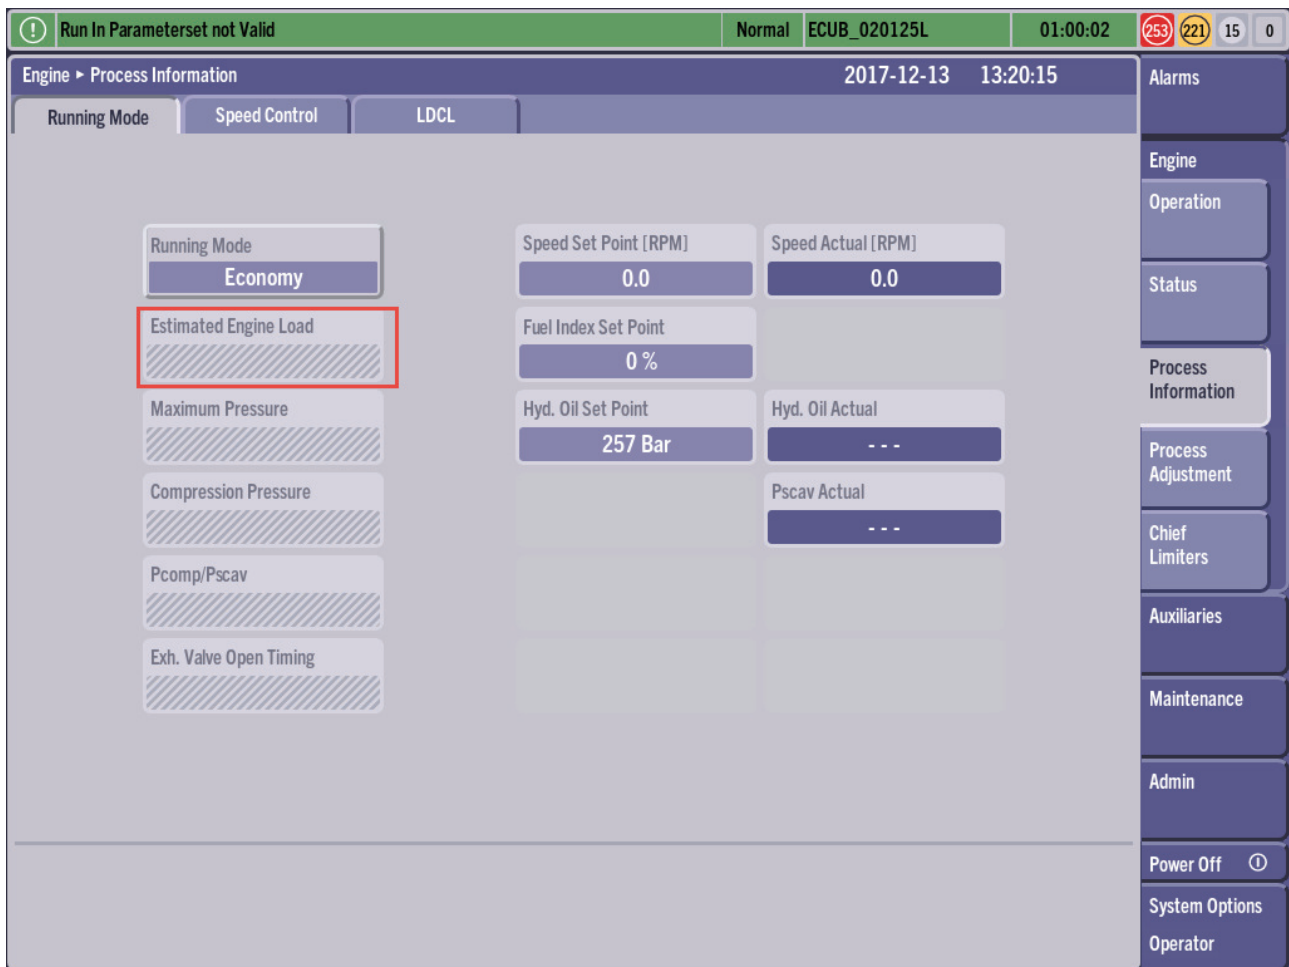 Run In Parameterset not Valid
Normal
ECUB_020125L
01:00:02
253
221
15
0
Engine ▸ Process Information
2017-12-13 13:20:15
Running Mode
Speed Control
LDCL
Running Mode
Economy
Estimated Engine Load
Maximum Pressure
Compression Pressure
Pcomp/Pscav
Exh. Valve Open Timing
Speed Set Point [RPM]
0.0
Fuel Index Set Point
0 %
Hyd. Oil Set Point
257 Bar
Speed Actual [RPM]
0.0
Hyd. Oil Actual
- - -
Pscav Actual
- - -
Alarms
Engine
Operation
Status
Process
Information
Process
Adjustment
Chief
Limiters
Auxiliaries
Maintenance
Admin
Power Off
System Options
Operator